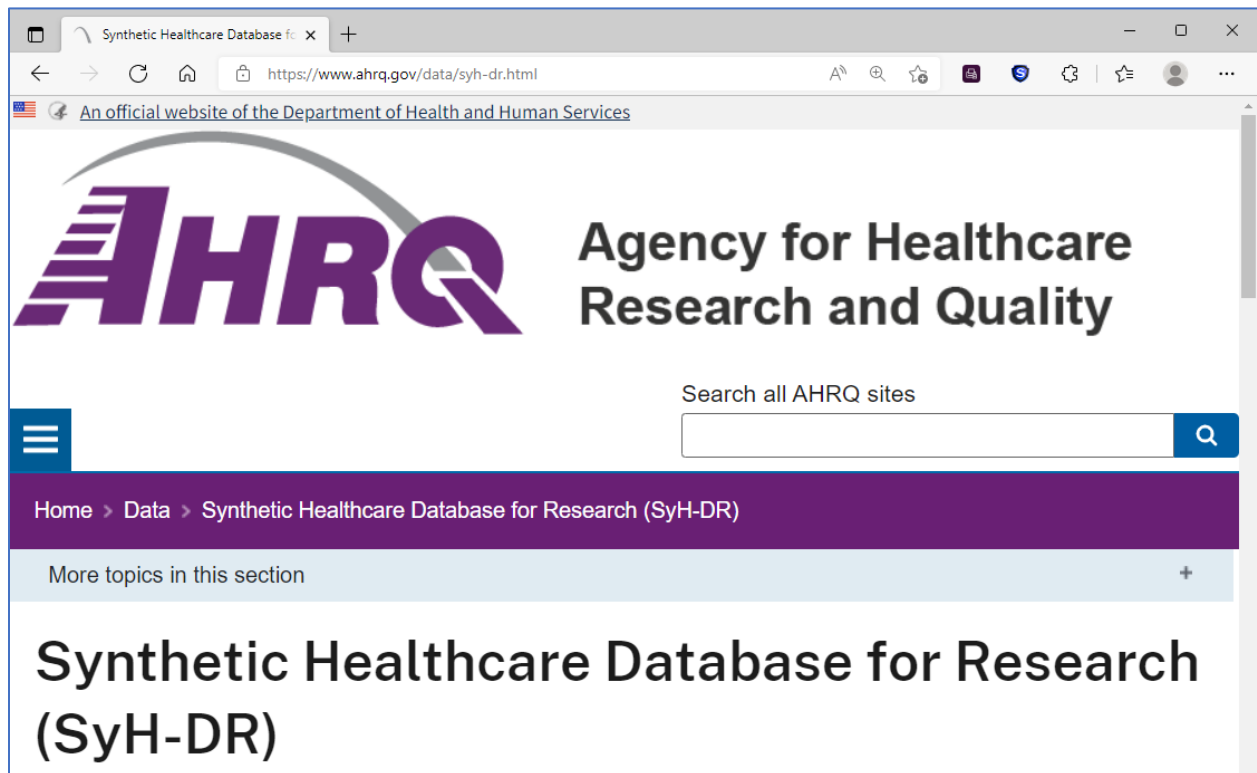 Synthetic Healthcare Database fo
https://www.ahrq.gov/data/syh-dr.html
An official website of the Department of Health and Human Services
AHRQ
Agency for Healthcare
Research and Quality
Search all AHRQ sites
Home > Data > Synthetic Healthcare Database for Research (SyH-DR)
More topics in this section
Synthetic Healthcare Database for Research
(SyH-DR)